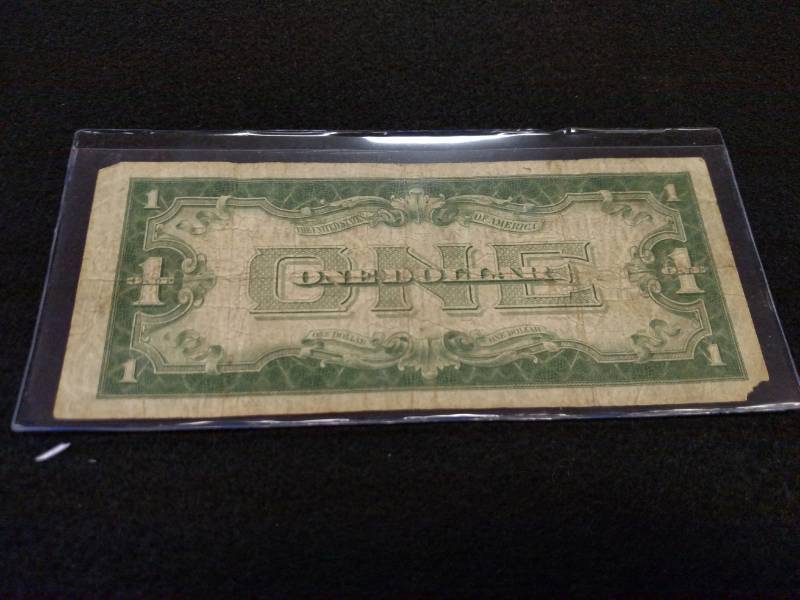 1 1
THE UNITED STATES OF AMERICA
ONE
ONE DOLLAR
ONE 1 ONE 1
ONE DOLLAR ONE DOLLAR
1 1